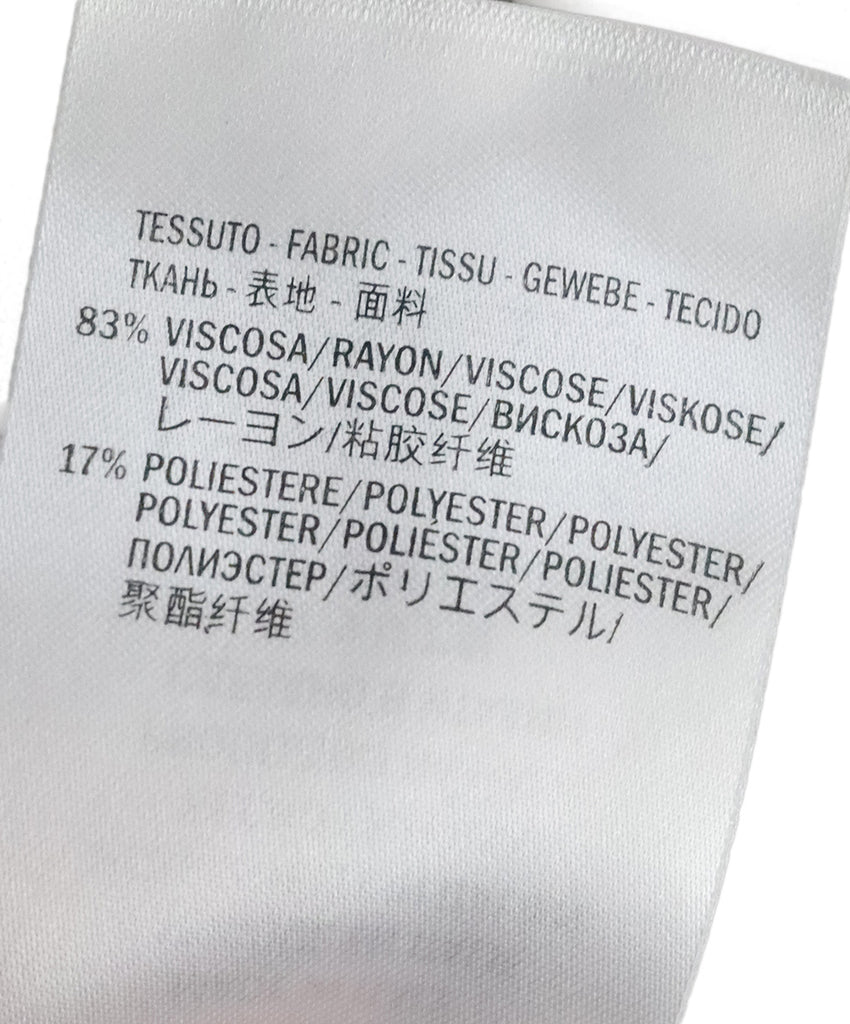 TESSUTO - FABRIC - TISSU - GEWEBE - TECIDO
ТКАНЬ - 表地 - 面料
83% VISCOSA/RAYON/VISCOSE/VISKOSE/
VISCOSA/VISCOSE/ВИСКОЗА/
レーヨン/粘胶纤维
17% POLIESTERE/POLYESTER/POLYESTER/
POLYESTER/POLIÉSTER/POLIESTER/
ПОЛИЭСТЕР/ポリエステル/
聚酯纤维